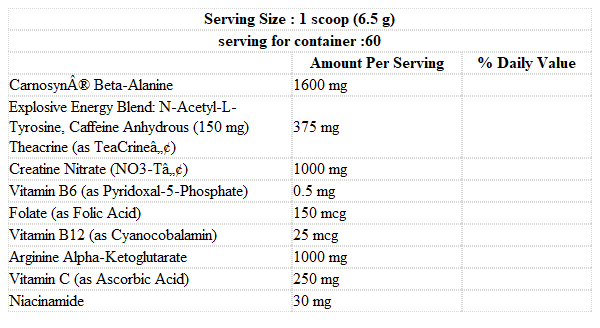 Serving Size : 1 scoop (6.5 g)
serving for container :60
Amount Per Serving % Daily Value
CarnosynÂ® Beta-Alanine 1600 mg
Explosive Energy Blend: N-Acetyl-L-
Tyrosine, Caffeine Anhydrous (150 mg) 375 mg
Theacrine (as TeaCrineâ„¢)
Creatine Nitrate (NO3-Tâ„¢) 1000 mg
Vitamin B6 (as Pyridoxal-5-Phosphate) 0.5 mg
Folate (as Folic Acid) 150 mcg
Vitamin B12 (as Cyanocobalamin) 25 mcg
Arginine Alpha-Ketoglutarate 1000 mg
Vitamin C (as Ascorbic Acid) 250 mg
Niacinamide 30 mg